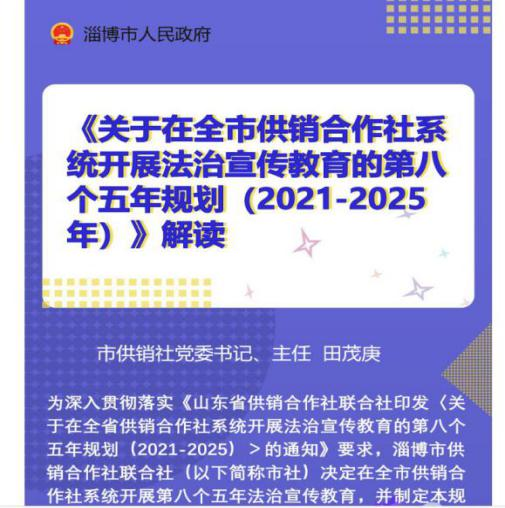 淄博市人民政府
《关于在全市供销合作社系
统开展法治宣传教育的第八
个五年规划（2021-2025
年）》解读
市供销社党委书记、主任 田茂庚
为深入贯彻落实《山东省供销合作社联合社印发〈关
于在全省供销合作社系统开展法治宣传教育的第八个
五年规划（2021-2025）＞的通知》要求，淄博市供
销合作社联合社（以下简称市社）决定在全市供销合
作社系统开展第八个五年法治宣传教育，并制定本规